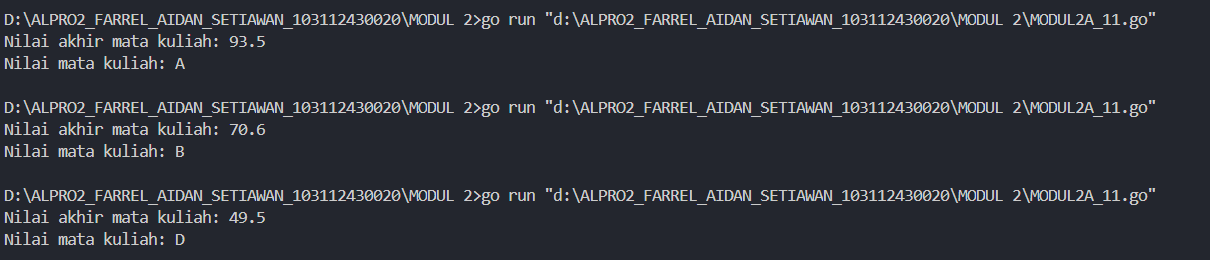 D:\ALPRO2_FARREL_AIDAN_SETIAWAN_103112430020\MODUL 2>go run "d:\ALPRO2_FARREL_AIDAN_SETIAWAN_103112430020\MODUL 2\MODUL2A_11.go"
Nilai akhir mata kuliah: 93.5
Nilai mata kuliah: A
D:\ALPRO2_FARREL_AIDAN_SETIAWAN_103112430020\MODUL 2>go run "d:\ALPRO2_FARREL_AIDAN_SETIAWAN_103112430020\MODUL 2\MODUL2A_11.go"
Nilai akhir mata kuliah: 70.6
Nilai mata kuliah: B
D:\ALPRO2_FARREL_AIDAN_SETIAWAN_103112430020\MODUL 2>go run "d:\ALPRO2_FARREL_AIDAN_SETIAWAN_103112430020\MODUL 2\MODUL2A_11.go"
Nilai akhir mata kuliah: 49.5
Nilai mata kuliah: D